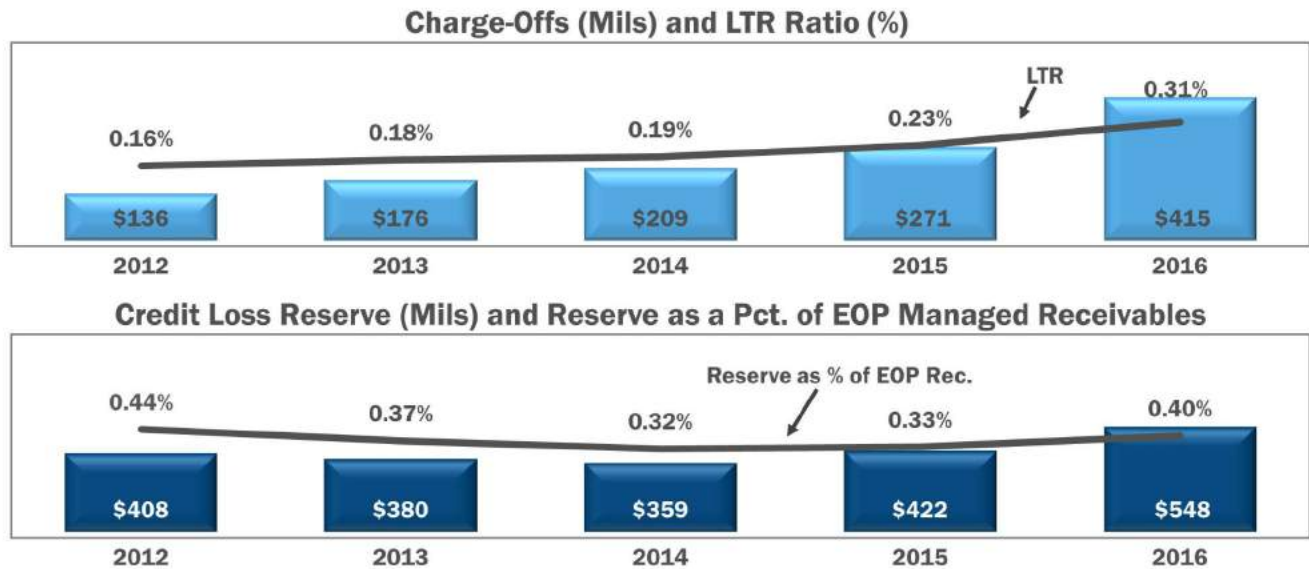 Charge-Offs (Mils) and LTR Ratio (%)
LTR
0.16% 0.18% 0.19% 0.23% 0.31%
$136 $176 $209 $271 $415
2012 2013 2014 2015 2016
Credit Loss Reserve (Mils) and Reserve as a Pct. of EOP Managed Receivables
Reserve as % of EOP Rec.
0.44% 0.37% 0.32% 0.33% 0.40%
$408 $380 $359 $422 $548
2012 2013 2014 2015 2016